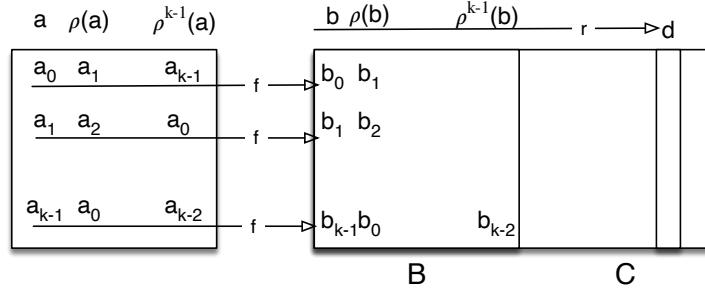 a ρ(a) ρ^{k-1}(a) b ρ(b) ρ^{k-1}(b) r d
a_0 a_1 a_{k-1} f b_0 b_1
a_1 a_2 a_0 f b_1 b_2
a_{k-1} a_0 a_{k-2} f b_{k-1} b_0 b_{k-2}
B C